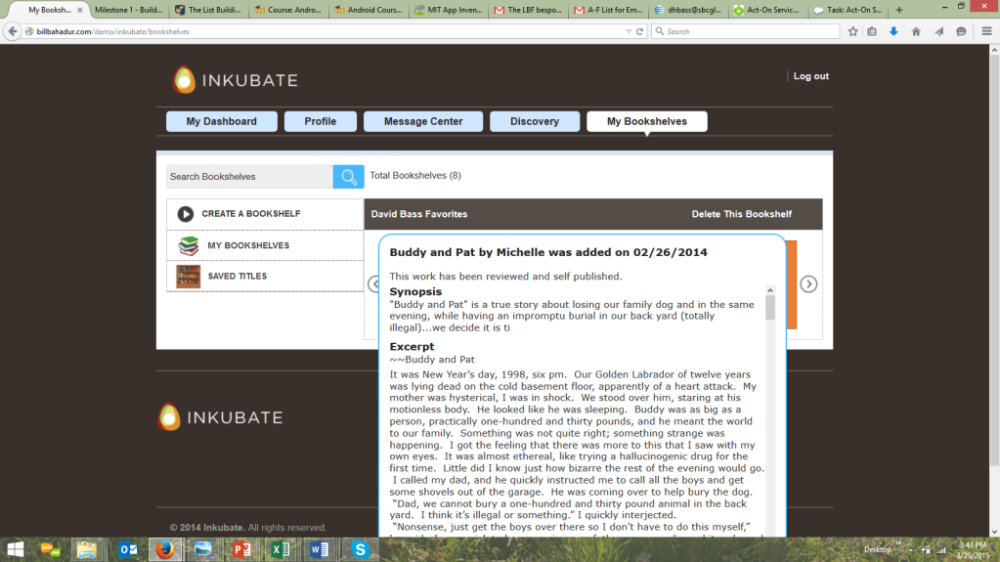 My Booksh...
Milestone 1 - Build...
The List Buildi...
Course: Andro...
Android Cours...
MIT App Inven...
The LBF bespo...
A-F List for Em...
dhbass@sbcgl...
Act-On Servic...
Task: Act-On S...
billbahadur.com/demo/inkubate/bookshelves
Search
INKUBATE
Log out
My Dashboard
Profile
Message Center
Discovery
My Bookshelves
Search Bookshelves
Total Bookshelves (8)
CREATE A BOOKSHELF
MY BOOKSHELVES
SAVED TITLES
David Bass Favorites
Delete This Bookshelf
Buddy and Pat by Michelle was added on 02/26/2014
This work has been reviewed and self published.
Synopsis
"Buddy and Pat" is a true story about losing our family dog and in the same
evening, while having an impromptu burial in our back yard (totally
illegal)...we decide it is ti
Excerpt
~~Buddy and Pat
It was New Year's day, 1998, six pm.  Our Golden Labrador of twelve years
was lying dead on the cold basement floor, apparently of a heart attack.  My
mother was hysterical, I was in shock.  We stood over him, staring at his
motionless body.  He looked like he was sleeping.  Buddy was as big as a
person, practically one-hundred and thirty pounds, and he meant the world
to our family.  Something was not quite right; something strange was
happening.  I got the feeling that there was more to this that I saw with my
own eyes.  It was almost ethereal, like trying a hallucinogenic drug for the
first time.  Little did I know just how bizarre the rest of the evening would go.
I called my dad, and he quickly instructed me to call all the boys and get
some shovels out of the garage.  He was coming over to help bury the dog.
"Dad, we cannot bury a one-hundred and thirty pound animal in the back
yard.  I think it's illegal or something." I quickly interjected.
"Nonsense, just get the boys over there so I don't have to do this myself,"
INKUBATE
© 2014 Inkubate. All rights reserved.
Desktop
3:43 PM
3/29/2015